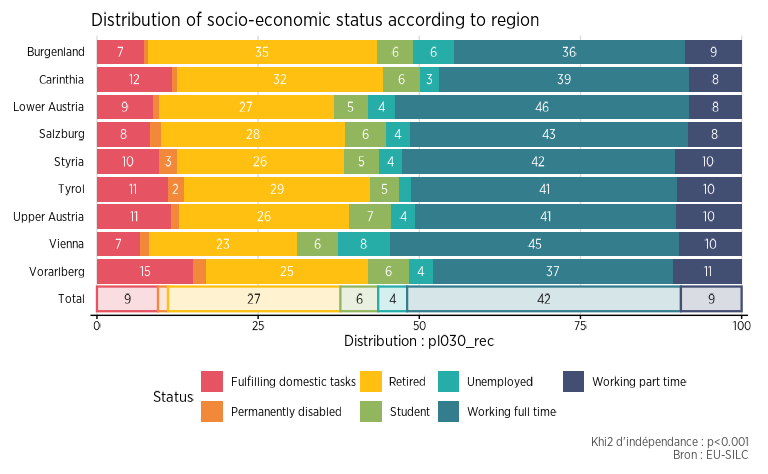 Distribution of socio-economic status according to region
Burgenland 7 35 6 6 36 9
Carinthia 12 32 6 3 39 8
Lower Austria 9 27 5 4 46 8
Salzburg 8 28 6 4 43 8
Styria 10 3 26 5 4 42 10
Tyrol 11 2 29 5 41 10
Upper Austria 11 26 7 4 41 10
Vienna 7 23 6 8 45 10
Vorarlberg 15 25 6 4 37 11
Total 9 27 6 4 42 9
0 25 50 75 100
Distribution : pl030_rec
Status
Fulfilling domestic tasks Retired Unemployed Working part time
Permanently disabled Student Working full time
Khi2 d'indépendance : p<0.001
Bron : EU-SILC